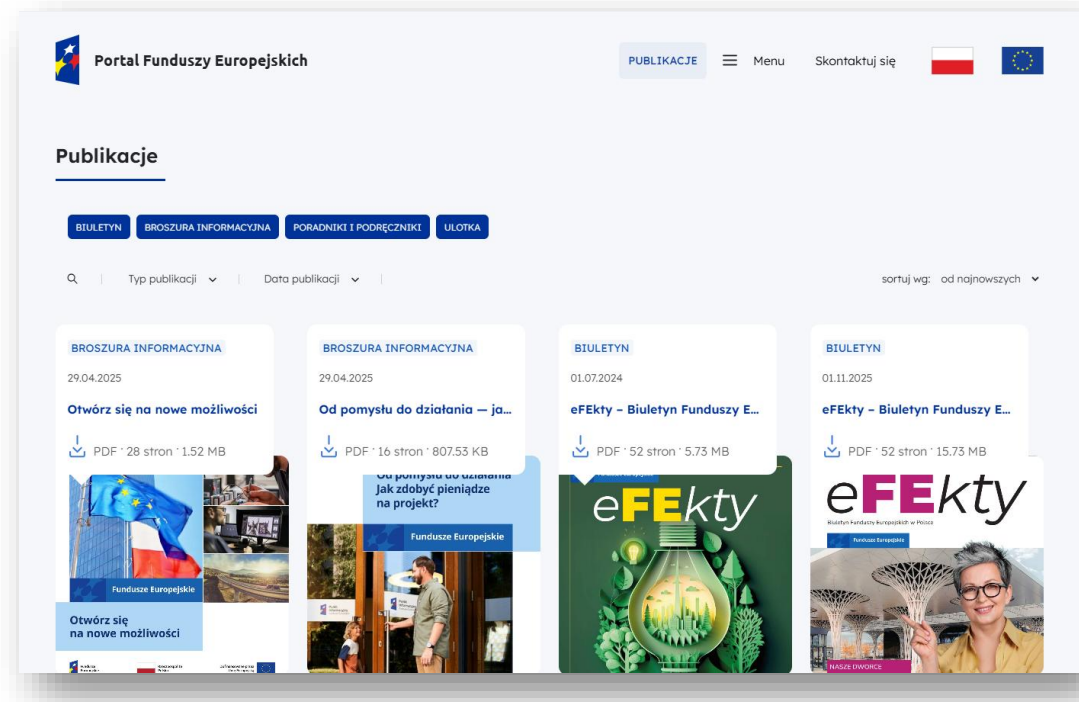 Portal Funduszy Europejskich
PUBLIKACJE
Menu
Skontaktuj się
Publikacje
BIULETYN
BROSZURA INFORMACYJNA
PORADNIKI I PODRĘCZNIKI
ULOTKA
Typ publikacji
Data publikacji
sortuj wg: od najnowszych
BROSZURA INFORMACYJNA
29.04.2025
Otwórz się na nowe możliwości
PDF · 28 stron · 1.52 MB
Fundusze Europejskie
Otwórz się
na nowe możliwości
BROSZURA INFORMACYJNA
29.04.2025
Od pomysłu do działania — ja...
PDF · 16 stron · 807.53 KB
Od pomysłu do działania
Jak zdobyć pieniądze
na projekt?
Fundusze Europejskie
BIULETYN
01.07.2024
eFEkty – Biuletyn Funduszy E...
PDF · 52 stron · 5.73 MB
eFEkty
BIULETYN
01.11.2025
eFEkty – Biuletyn Funduszy E...
PDF · 52 stron · 15.73 MB
eFEkty
Biuletyn Funduszy Europejskich w Polsce
Fundusze Europejskie
NASZE DWORCE